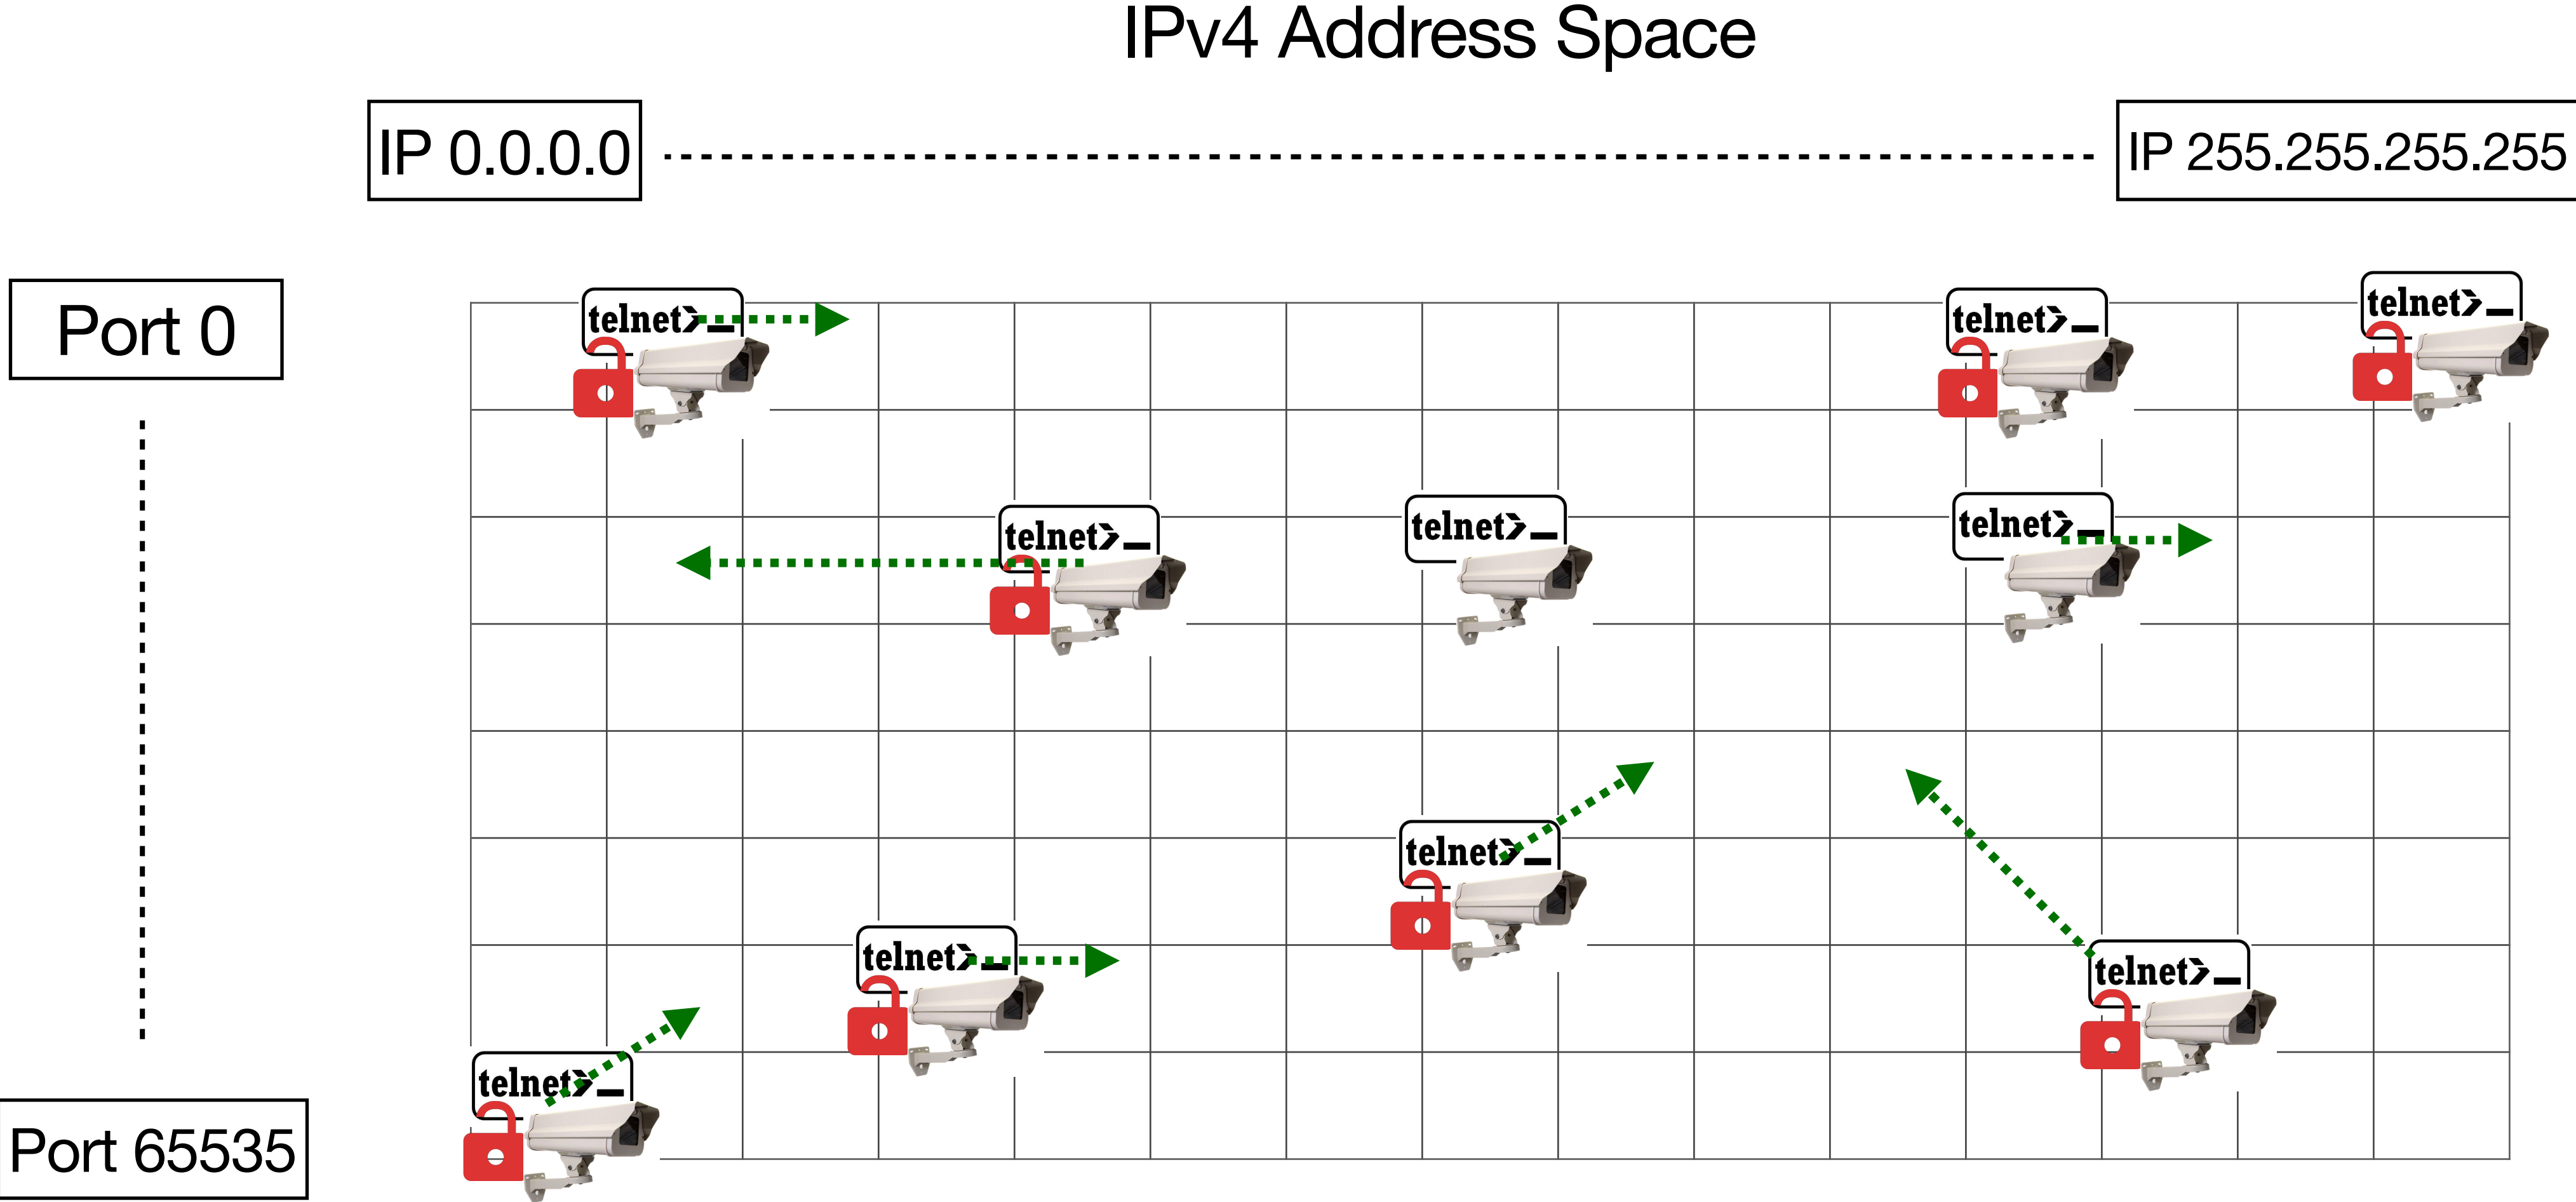 IPv4 Address Space
IP 0.0.0.0
IP 255.255.255.255
Port 0
telnet>_
telnet>_
telnet>_
telnet>_
telnet>_
telnet>_
telnet>_
telnet>_
telnet>_
telnet>_
Port 65535